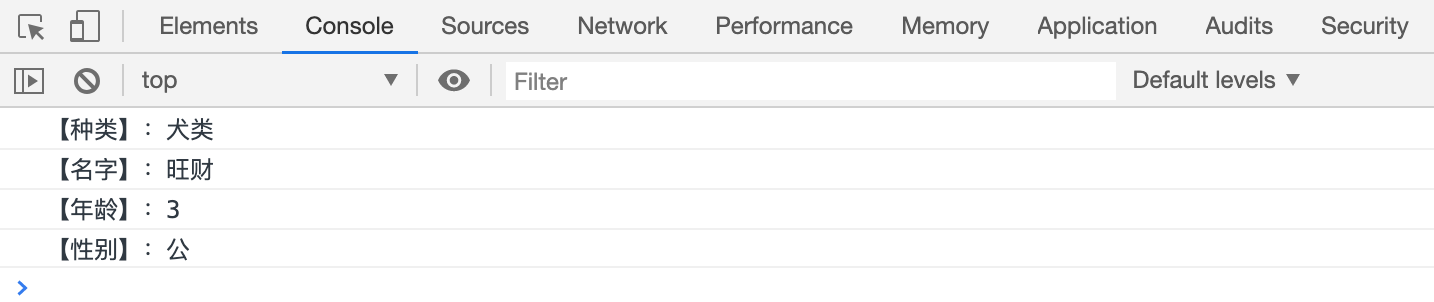 Elements Console Sources Network Performance Memory Application Audits Security
top Filter Default levels
【种类】: 犬类
【名字】: 旺财
【年龄】: 3
【性别】: 公